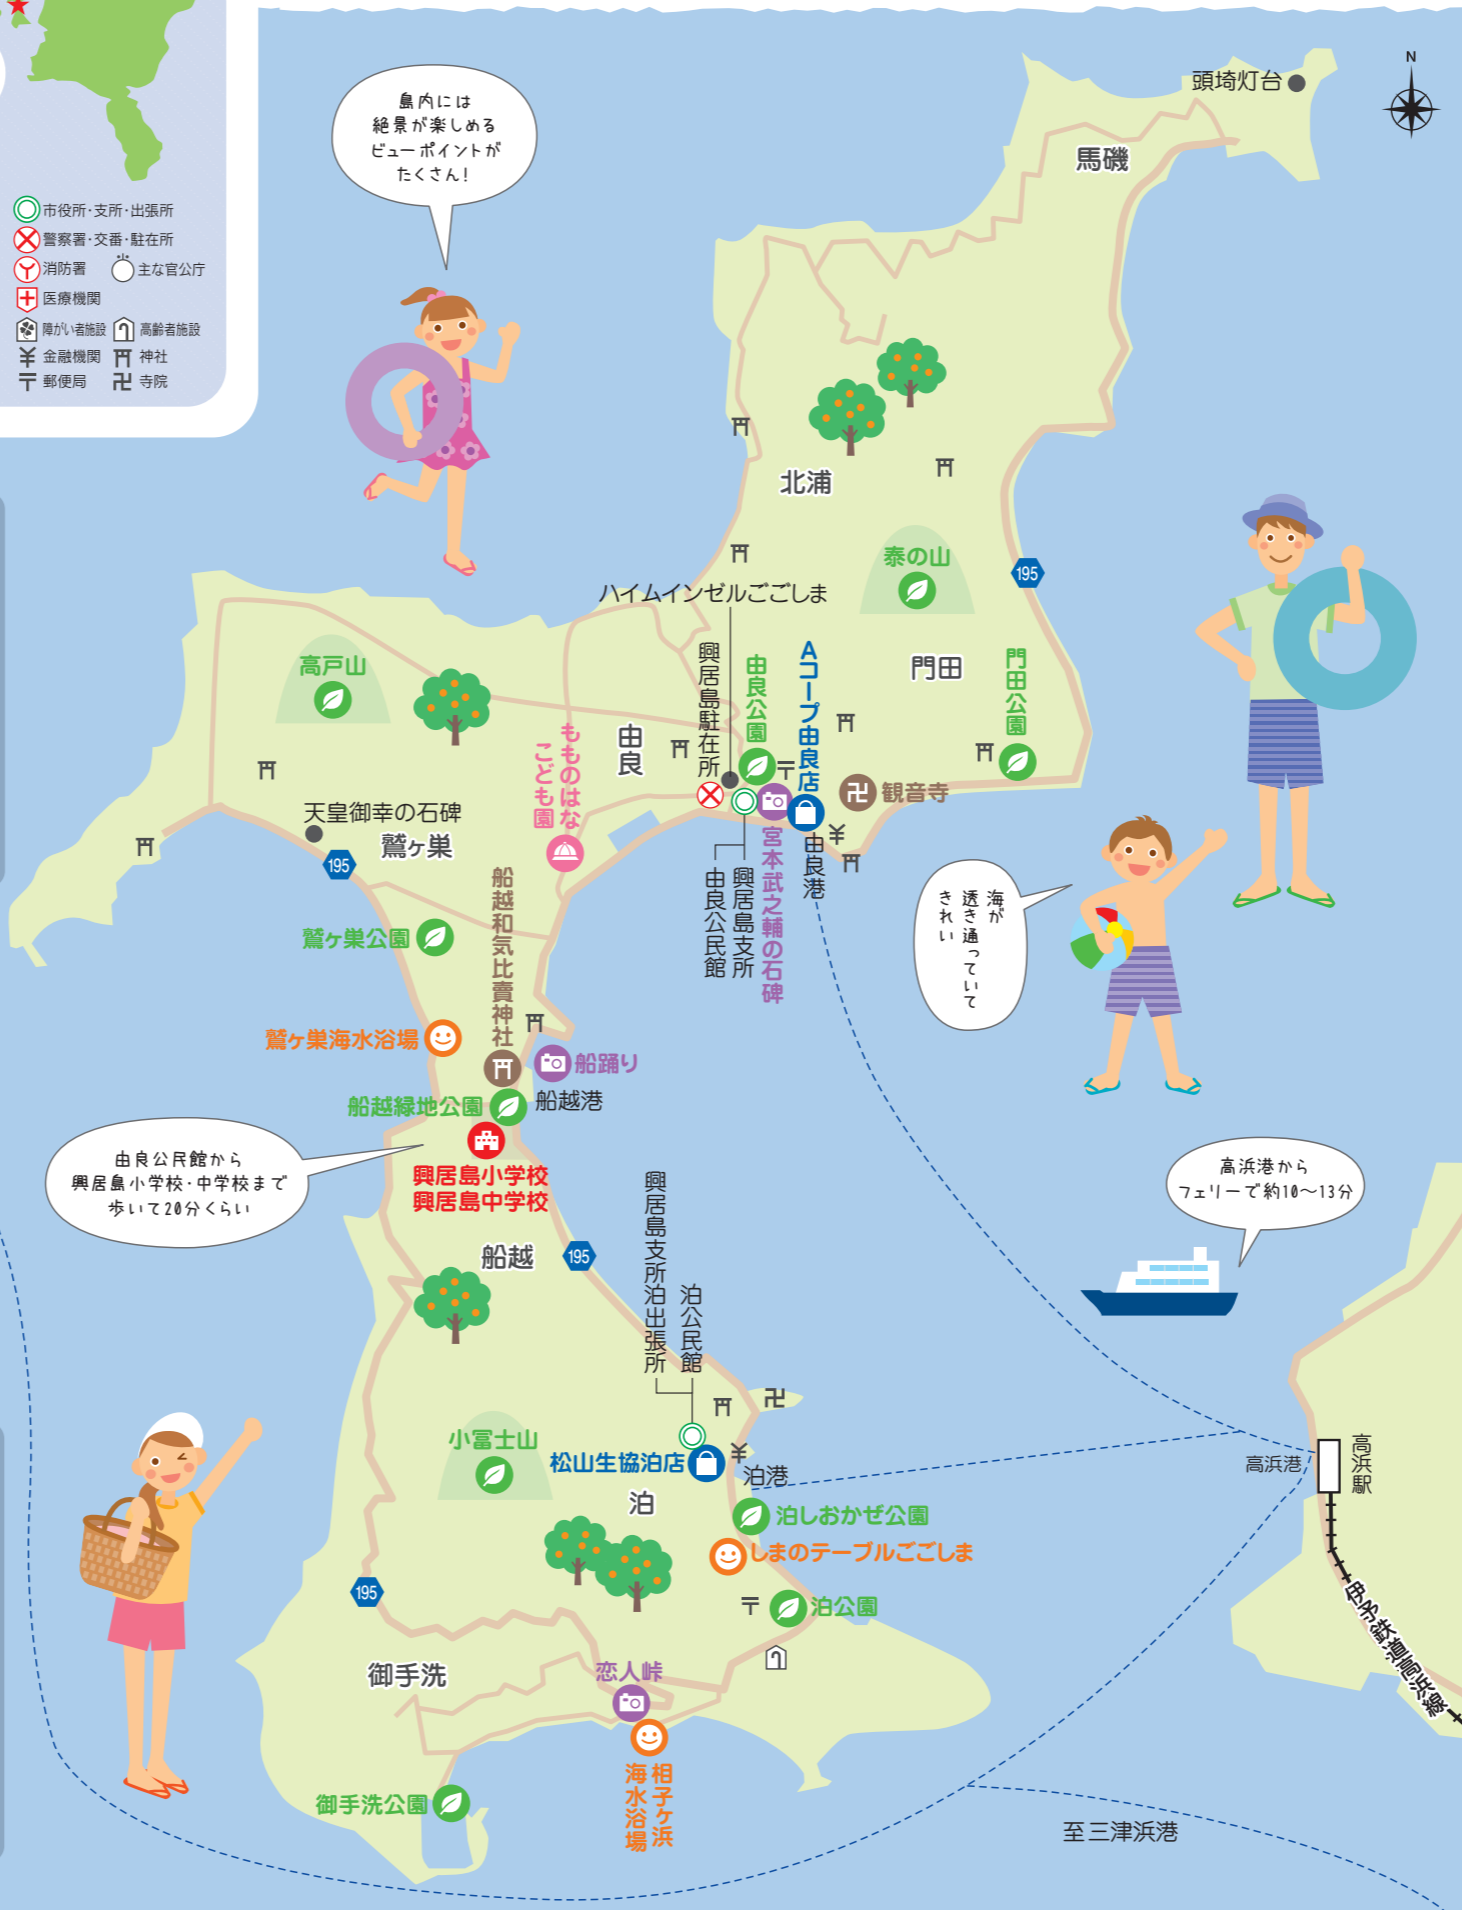 市役所・支所・出張所
警察署・交番・駐在所
消防署
主な官公庁
医療機関
障がい者施設
高齢者施設
金融機関
神社
郵便局
寺院
島内には
絶景が楽しめる
ビューポイントが
たくさん!
N
頭埼灯台
馬磯
北浦
泰の山
195
ハイムインゼルごごしま
門田
門田公園
Aコープ由良店
由良公園
興居島駐在所
由良
もものはな
こども園
高戸山
天皇御幸の石碑
鷲ヶ巣
195
観音寺
由良港
宮本武之輔の石碑
興居島支所
由良公民館
海が
透き通っていて
きれい
船越和気比賣神社
鷲ヶ巣公園
鷲ヶ巣海水浴場
船踊り
船越港
船越緑地公園
興居島小学校
興居島中学校
由良公民館から
興居島小学校・中学校まで
歩いて20分くらい
高浜港から
フェリーで約10〜13分
船越
195
興居島支所泊出張所
泊公民館
小冨士山
松山生協泊店
泊港
泊
高浜港
高浜駅
伊予鉄道高浜線
泊しおかぜ公園
しまのテーブルごごしま
195
泊公園
御手洗
恋人峠
相子ヶ浜
海水浴場
御手洗公園
至 三津浜港